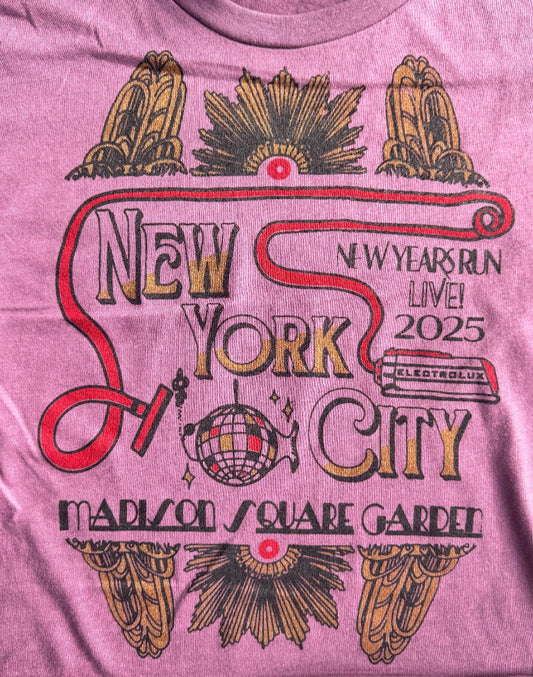 NEW
YORK
CITY
NEW YEARS RUN
LIVE!
2025
ELECTROLUX
MADISON SQUARE GARDEN